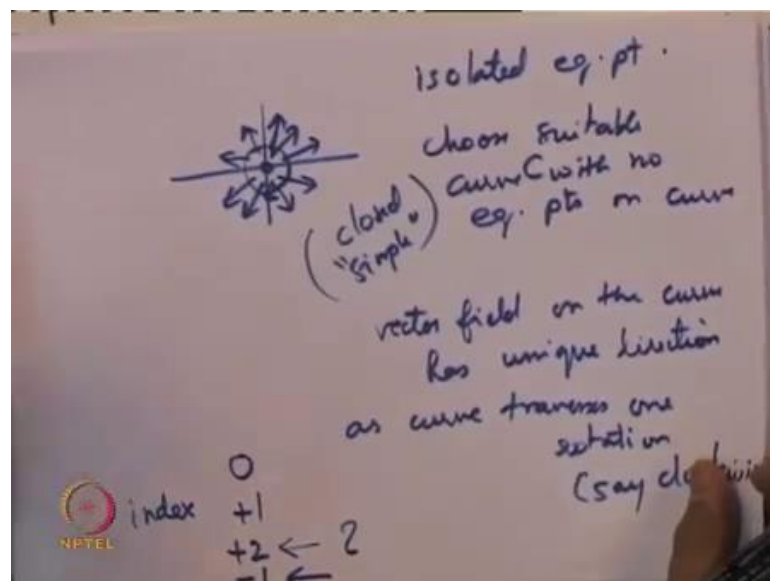 isolated eq. pt.
choose suitable
curve C with no
eq. pts on curve
(closed
"simple")
vector field on the curve
has unique direction
as curve traverses one
rotation
(say
0
index +1
+2 ← 2
-1 ←
NPTEL